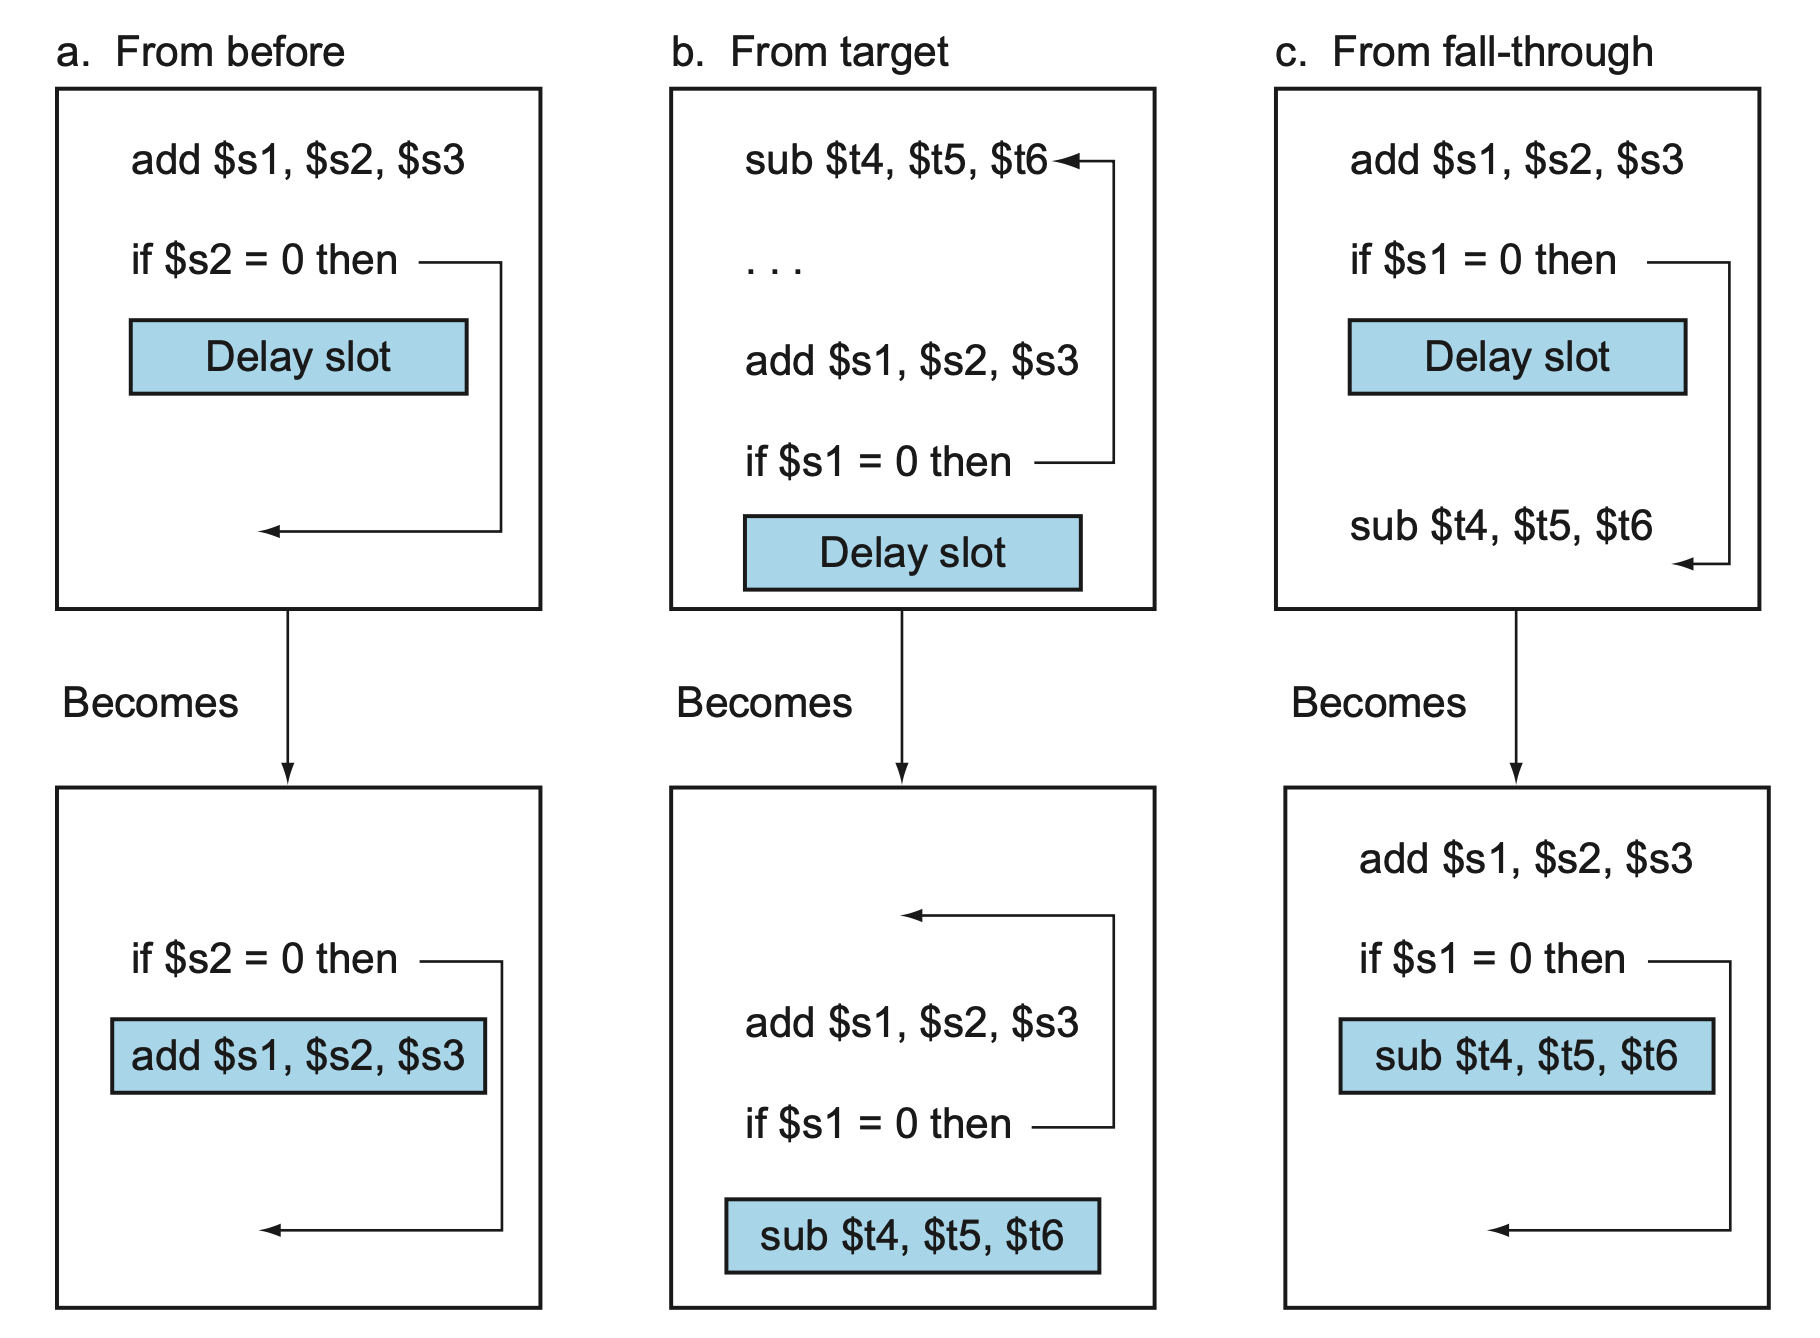 a. From before
add $s1, $s2, $s3
if $s2 = 0 then
Delay slot
Becomes
if $s2 = 0 then
add $s1, $s2, $s3
b. From target
sub $t4, $t5, $t6
. . .
add $s1, $s2, $s3
if $s1 = 0 then
Delay slot
Becomes
add $s1, $s2, $s3
if $s1 = 0 then
sub $t4, $t5, $t6
c. From fall-through
add $s1, $s2, $s3
if $s1 = 0 then
Delay slot
sub $t4, $t5, $t6
Becomes
add $s1, $s2, $s3
if $s1 = 0 then
sub $t4, $t5, $t6